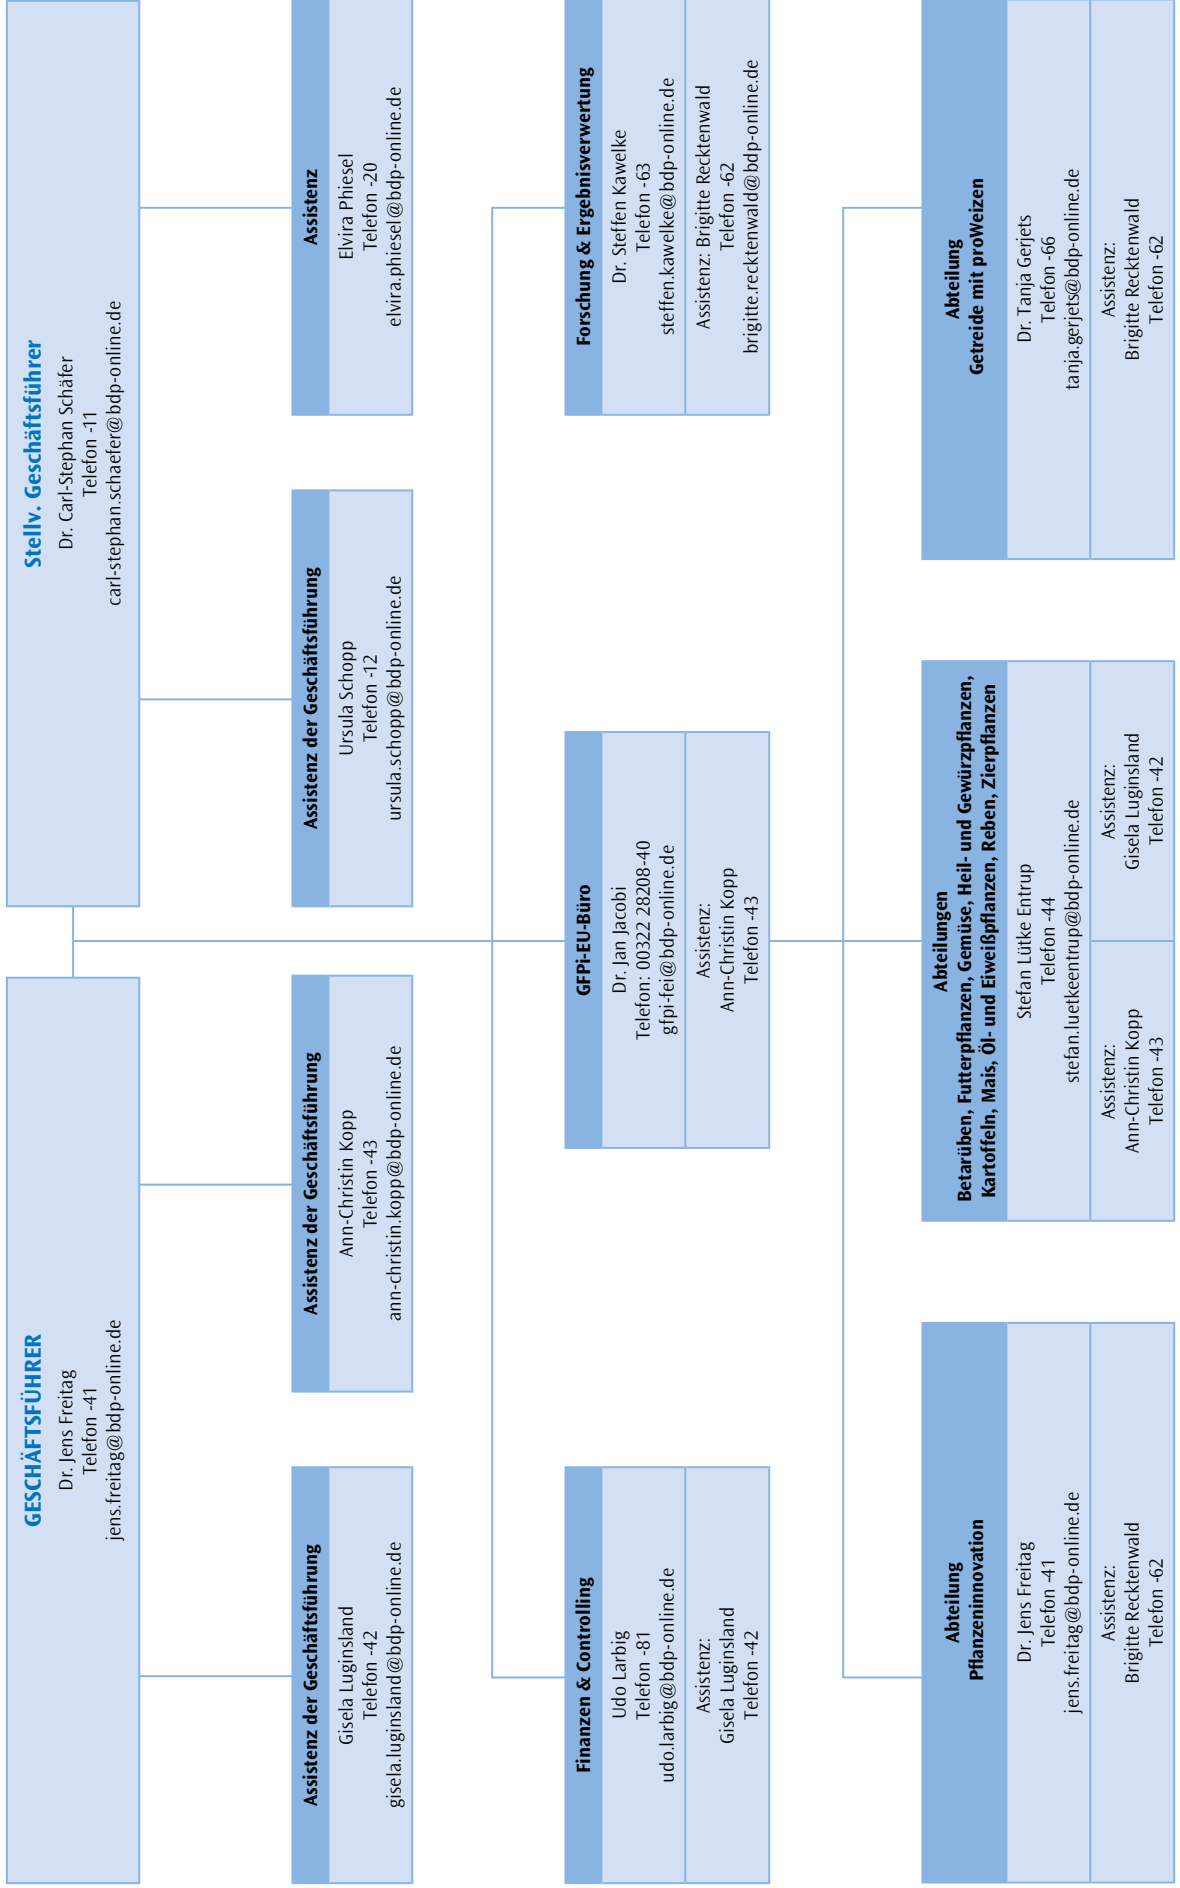 GESCHÄFTSFÜHRER
Dr. Jens Freitag
Telefon -41
jens.freitag@bdp-online.de
Stellv. Geschäftsführer
Dr. Carl-Stephan Schäfer
Telefon -11
carl-stephan.schaefer@bdp-online.de
Assistenz der Geschäftsführung
Gisela Luginsland
Telefon -42
gisela.luginsland@bdp-online.de
Assistenz der Geschäftsführung
Ann-Christin Kopp
Telefon -43
ann-christin.kopp@bdp-online.de
Assistenz der Geschäftsführung
Ursula Schopp
Telefon -12
ursula.schopp@bdp-online.de
Assistenz
Elvira Phiesel
Telefon -20
elvira.phiesel@bdp-online.de
Finanzen & Controlling
Udo Larbig
Telefon -81
udo.larbig@bdp-online.de
Assistenz:
Gisela Luginsland
Telefon -42
GFPi-EU-Büro
Dr. Jan Jacobi
Telefon: 00322 28208-40
gfpi-fei@bdp-online.de
Assistenz:
Ann-Christin Kopp
Telefon -43
Forschung & Ergebnisverwertung
Dr. Steffen Kawelke
Telefon -63
steffen.kawelke@bdp-online.de
Assistenz: Brigitte Recktenwald
Telefon -62
brigitte.recktenwald@bdp-online.de
Abteilung
Pflanzeninnovation
Dr. Jens Freitag
Telefon -41
jens.freitag@bdp-online.de
Assistenz:
Brigitte Recktenwald
Telefon -62
Abteilungen
Betarüben, Futterpflanzen, Gemüse, Heil- und Gewürzpflanzen,
Kartoffeln, Mais, Öl- und Eiweißpflanzen, Reben, Zierpflanzen
Stefan Lütke Entrup
Telefon -44
stefan.luetkeentrup@bdp-online.de
Assistenz:
Ann-Christin Kopp
Telefon -43
Assistenz:
Gisela Luginsland
Telefon -42
Abteilung
Getreide mit proWeizen
Dr. Tanja Gerjets
Telefon -66
tanja.gerjets@bdp-online.de
Assistenz:
Brigitte Recktenwald
Telefon -62